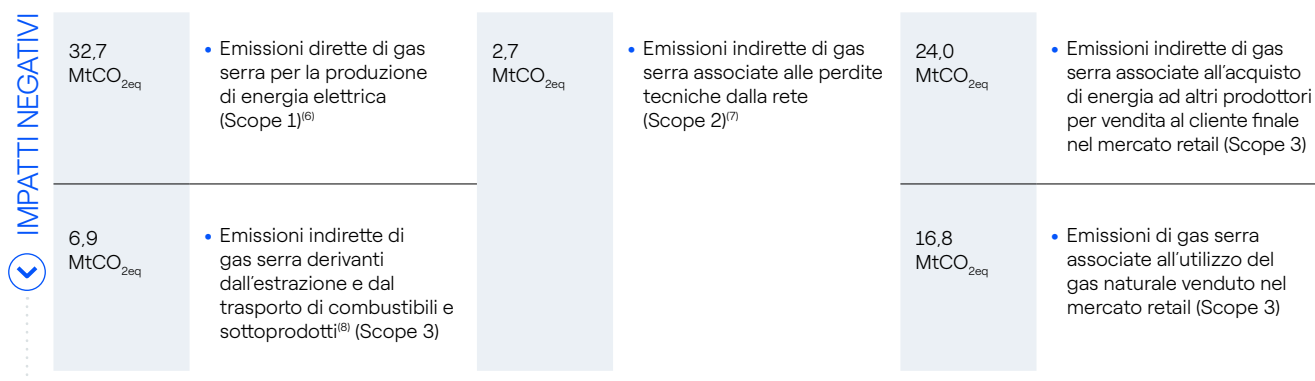 IMPATTI NEGATIVI
32,7
MtCO2eq
• Emissioni dirette di gas
serra per la produzione
di energia elettrica
(Scope 1)(6)
2,7
MtCO2eq
• Emissioni indirette di gas
serra associate alle perdite
tecniche dalla rete
(Scope 2)(7)
24,0
MtCO2eq
• Emissioni indirette di gas
serra associate all’acquisto
di energia ad altri prodottori
per vendita al cliente finale
nel mercato retail (Scope 3)
6,9
MtCO2eq
• Emissioni indirette di
gas serra derivanti
dall’estrazione e dal
trasporto di combustibili e
sottoprodotti(8) (Scope 3)
16,8
MtCO2eq
• Emissioni di gas serra
associate all’utilizzo del
gas naturale venduto nel
mercato retail (Scope 3)